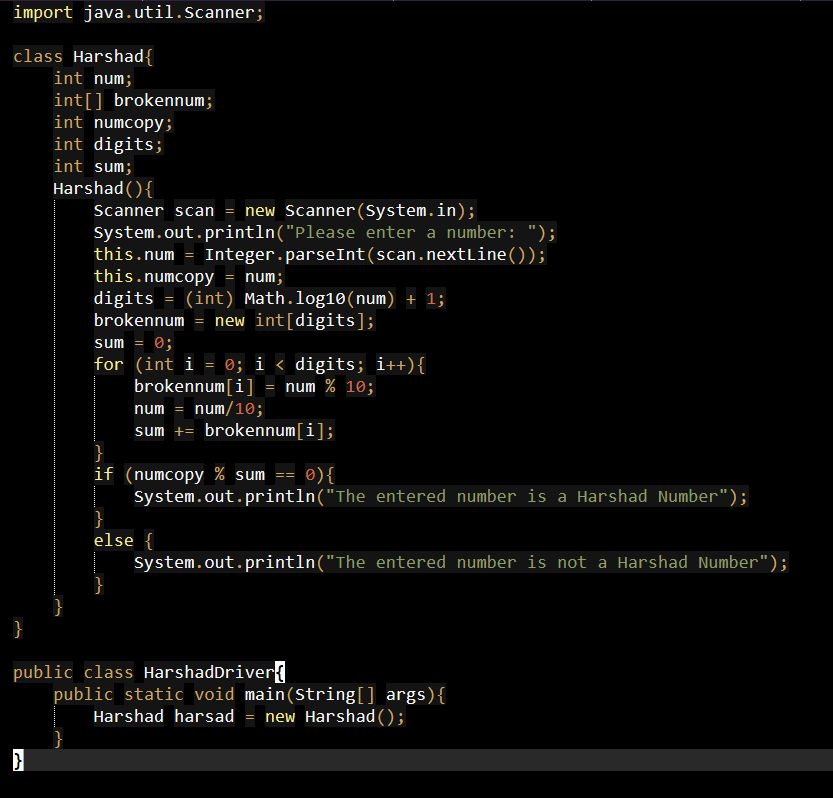 import java.util.Scanner;

class Harshad{
    int num;
    int[] brokennum;
    int numcopy;
    int digits;
    int sum;
    Harshad(){
        Scanner scan = new Scanner(System.in);
        System.out.println("Please enter a number: ");
        this.num = Integer.parseInt(scan.nextLine());
        this.numcopy = num;
        digits = (int) Math.log10(num) + 1;
        brokennum = new int[digits];
        sum = 0;
        for (int i = 0; i < digits; i++){
            brokennum[i] = num % 10;
            num = num/10;
            sum += brokennum[i];
        }
        if (numcopy % sum == 0){
            System.out.println("The entered number is a Harshad Number");
        }
        else {
            System.out.println("The entered number is not a Harshad Number");
        }
    }
}

public class HarshadDriver{
    public static void main(String[] args){
        Harshad harsad = new Harshad();
    }
}